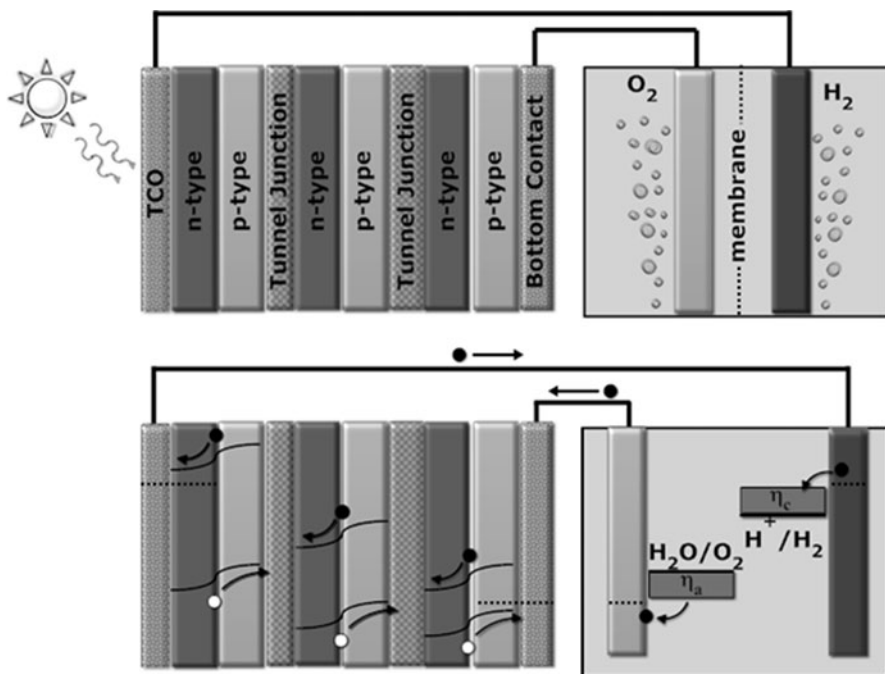 O2
H2
TCO
n-type
p-type
Tunnel Junction
n-type
p-type
Tunnel Junction
n-type
p-type
Bottom Contact
membrane
ηc
H+/H2
H2O/O2
ηa